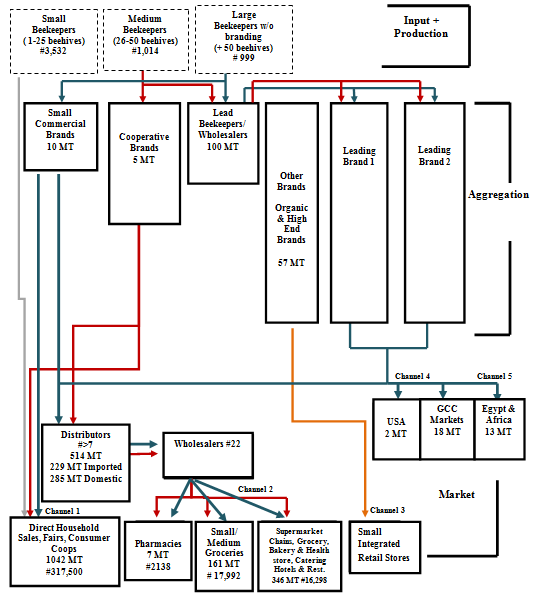 Small
Beekeepers
( 1-25 beehives)
#3,532
Medium
Beekeepers
(26-50 beehives)
#1,014
Large
Beekeepers w/o
branding
(+ 50 beehives)
# 999
Input +
Production
Small
Commercial
Brands
10 MT
Cooperative
Brands
5 MT
Lead
Beekeepers/
Wholesalers
100 MT
Other
Brands
Organic
& High
End
Brands
57 MT
Leading
Brand 1
Leading
Brand 2
Aggregation
Channel 4
Channel 5
USA
2 MT
GCC
Markets
18 MT
Egypt &
Africa
13 MT
Distributors
#>7
514 MT
229 MT Imported
285 MT Domestic
Wholesalers #22
Channel 2
Market
Channel 1
Channel 3
Direct Household
Sales, Fairs, Consumer
Coops
1042 MT
#317,500
Pharmacies
7 MT
#2138
Small/
Medium
Groceries
161 MT
# 17,992
Supermarket
Chains, Grocery,
Bakery & Health
store, Catering
Hotels & Rest.
346 MT #16,298
Small
Integrated
Retail Stores